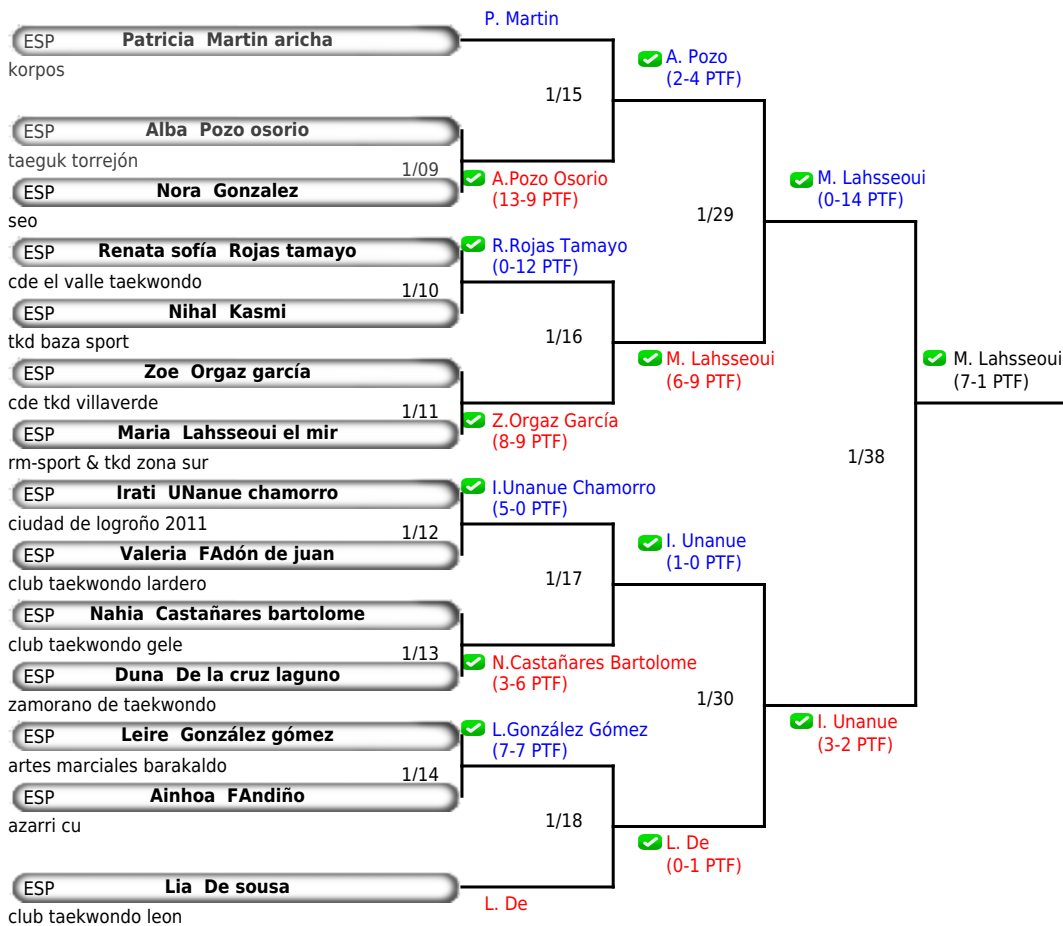 P. Martin
ESP Patricia Martin aricha
korpos
A. Pozo
(2-4 PTF)
1/15
ESP Alba Pozo osorio
taeguk torrejón
1/09
A.Pozo Osorio
(13-9 PTF)
ESP Nora Gonzalez
seo
M. Lahsseoui
(0-14 PTF)
1/29
ESP Renata sofía Rojas tamayo
R.Rojas Tamayo
(0-12 PTF)
cde el valle taekwondo
1/10
ESP Nihal Kasmi
tkd baza sport
1/16
M. Lahsseoui
(6-9 PTF)
M. Lahsseoui
(7-1 PTF)
ESP Zoe Orgaz garcía
cde tkd villaverde
1/11
Z.Orgaz García
(8-9 PTF)
ESP Maria Lahsseoui el mir
rm-sport & tkd zona sur
1/38
ESP Irati UNanue chamorro
I.Unanue Chamorro
(5-0 PTF)
ciudad de logroño 2011
1/12
ESP Valeria FAdón de juan
club taekwondo lardero
I. Unanue
(1-0 PTF)
1/17
ESP Nahia Castañares bartolome
club taekwondo gele
1/13
N.Castañares Bartolome
(3-6 PTF)
ESP Duna De la cruz laguno
zamorano de taekwondo
1/30
I. Unanue
(3-2 PTF)
ESP Leire González gómez
L.González Gómez
(7-7 PTF)
artes marciales barakaldo
1/14
ESP Ainhoa FAndiño
azarri cu
1/18
L. De
(0-1 PTF)
ESP Lia De sousa
L. De
club taekwondo leon